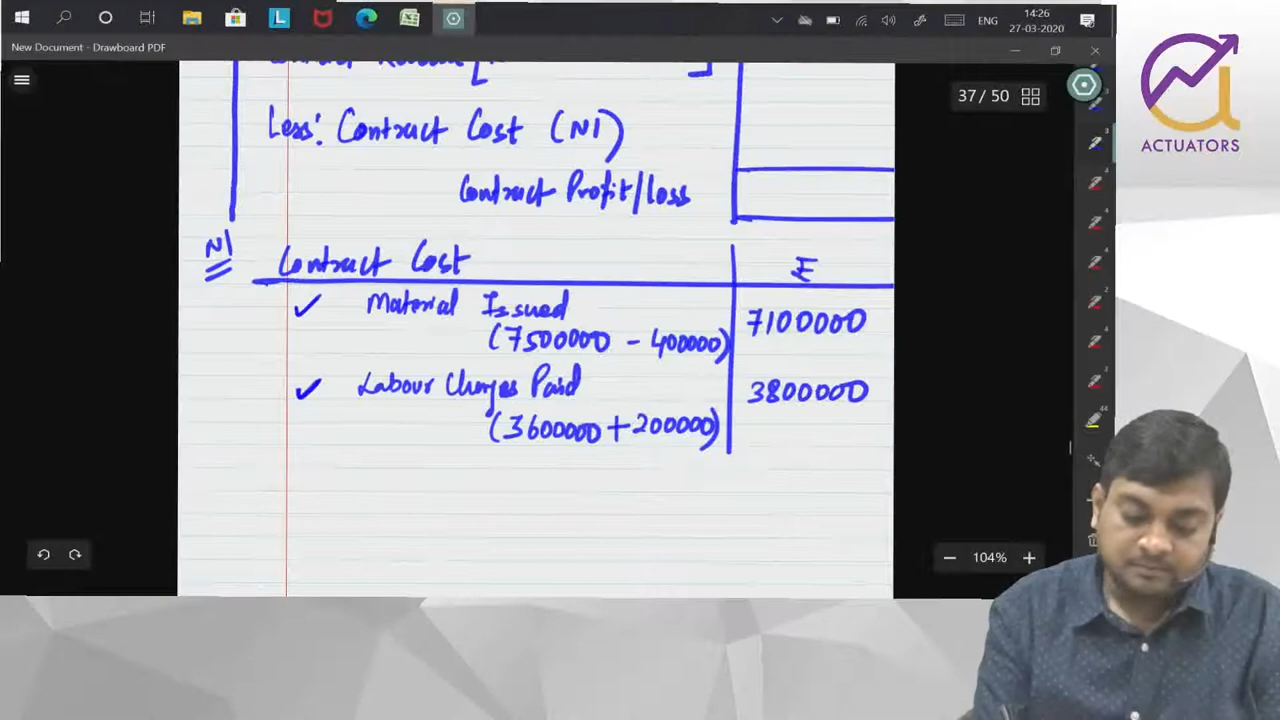 14:26
ENG
27-03-2020
New Document - Drawboard PDF
37 / 50
ACTUATORS
Less: Contract Cost (N1)
Contract Profit/Loss
N1
Contract Cost
₹
✓ Material Issued
(7500000 - 400000)
7100000
✓ Labour Charges Paid
(3600000+200000)
3800000
104%